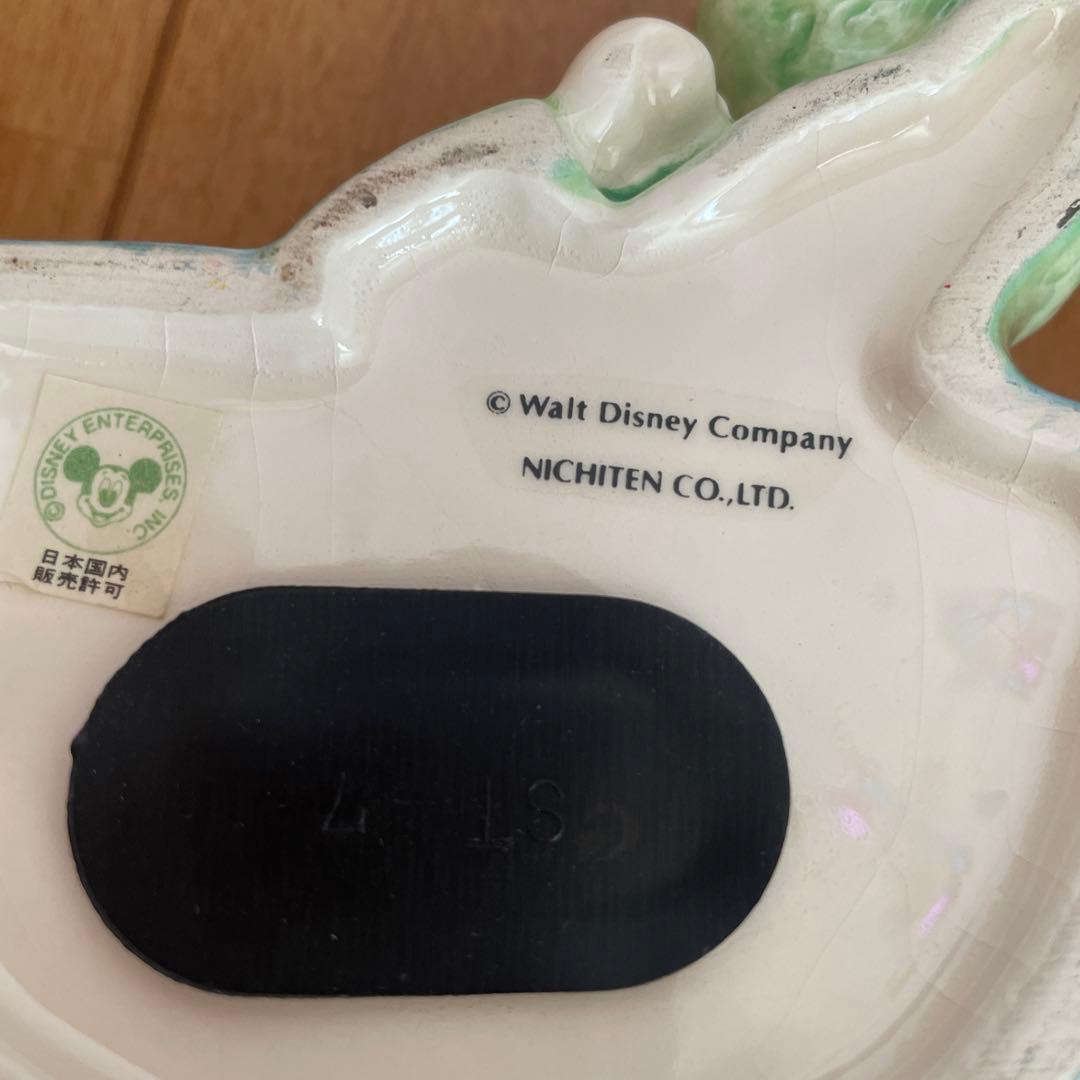 © Walt Disney Company
NICHITEN CO.,LTD.
© DISNEY ENTERPRISES, INC.
日本国内
販売許可